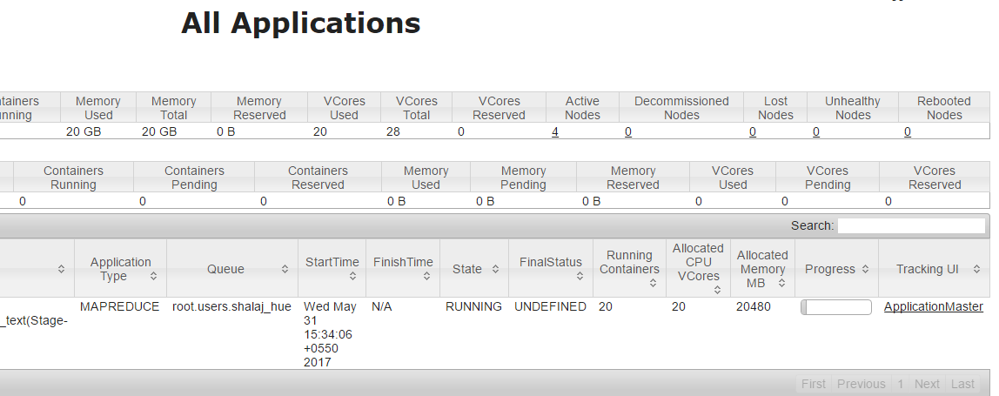 All Applications
Memory Memory Memory VCores VCores VCores Active Decommissioned Lost Unhealthy Rebooted
Used Total Reserved Used Total Reserved Nodes Nodes Nodes Nodes Nodes
20 GB 20 GB 0 B 20 28 0 4 0 0 0 0
Containers Containers Containers Memory Memory Memory VCores VCores VCores
Running Pending Reserved Used Pending Reserved Used Pending Reserved
0 0 0 0 B 0 B 0 B 0 0 0
Search:
Allocated Allocated
Application Queue StartTime FinishTime State FinalStatus Running CPU Memory Progress Tracking UI
Type Containers VCores MB
MAPREDUCE root.users.shalaj_hue Wed May N/A RUNNING UNDEFINED 20 20 20480 ApplicationMaster
_text(Stage- 31
15:34:06
+0550
2017
First Previous 1 Next Last